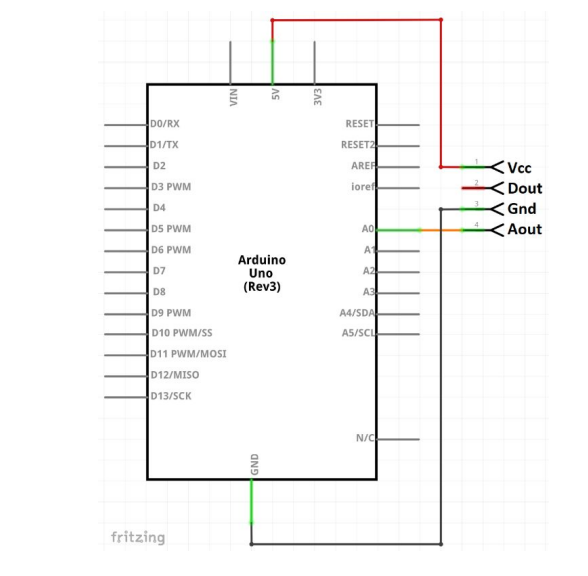 VIN
5V
3V3
D0/RX
D1/TX
D2
D3 PWM
D4
D5 PWM
D6 PWM
D7
D8
D9 PWM
D10 PWM/SS
D11 PWM/MOSI
D12/MISO
D13/SCK
Arduino
Uno
(Rev3)
RESET
RESET2
AREF
ioref
A0
A1
A2
A3
A4/SDA
A5/SCL
N/C
GND
1 Vcc
2 Dout
3 Gnd
4 Aout
fritzing